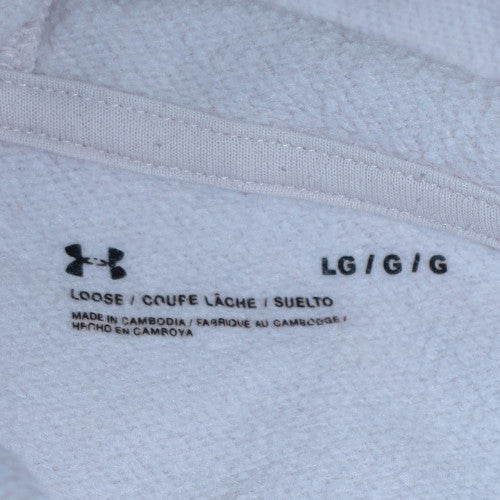 LG / G / G
LOOSE / COUPE LÂCHE / SUELTO
MADE IN CAMBODIA / FABRIQUE AU CAMBODGE /
HECHO EN CAMBOYA